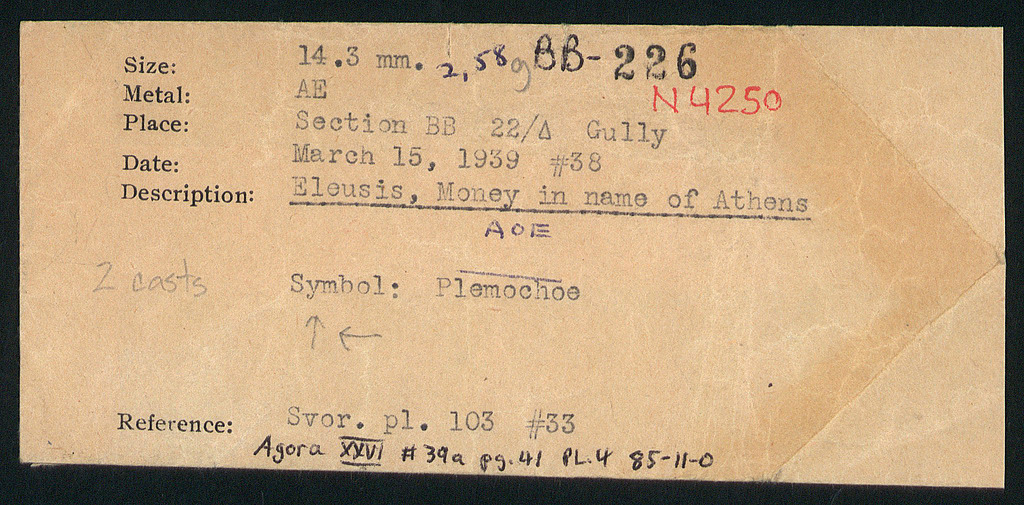 Size: 14.3 mm. 2,58g BB-226
Metal: AE N4250
Place: Section BB 22/Δ Gully
Date: March 15, 1939 #38
Description: Eleusis, Money in name of Athens
AΘE
2 casts Symbol: Plemochoe
↑ ←
Reference: Svor. pl. 103 #33
Agora XXVI #39a pg.41 PL.4 85-11-0